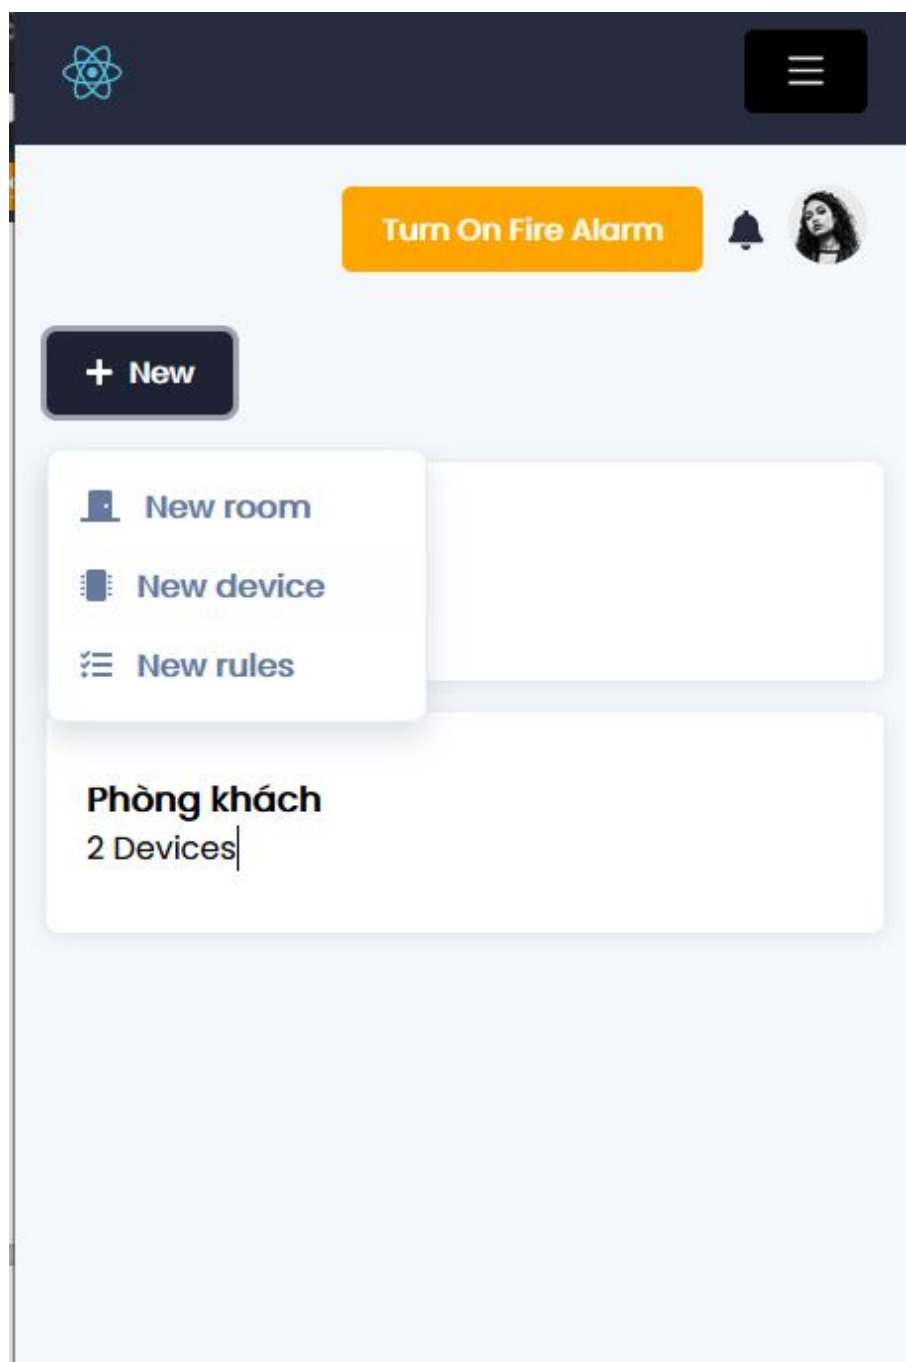 Turn On Fire Alarm
New
New room
New device
New rules
Phòng khách
2 Devices